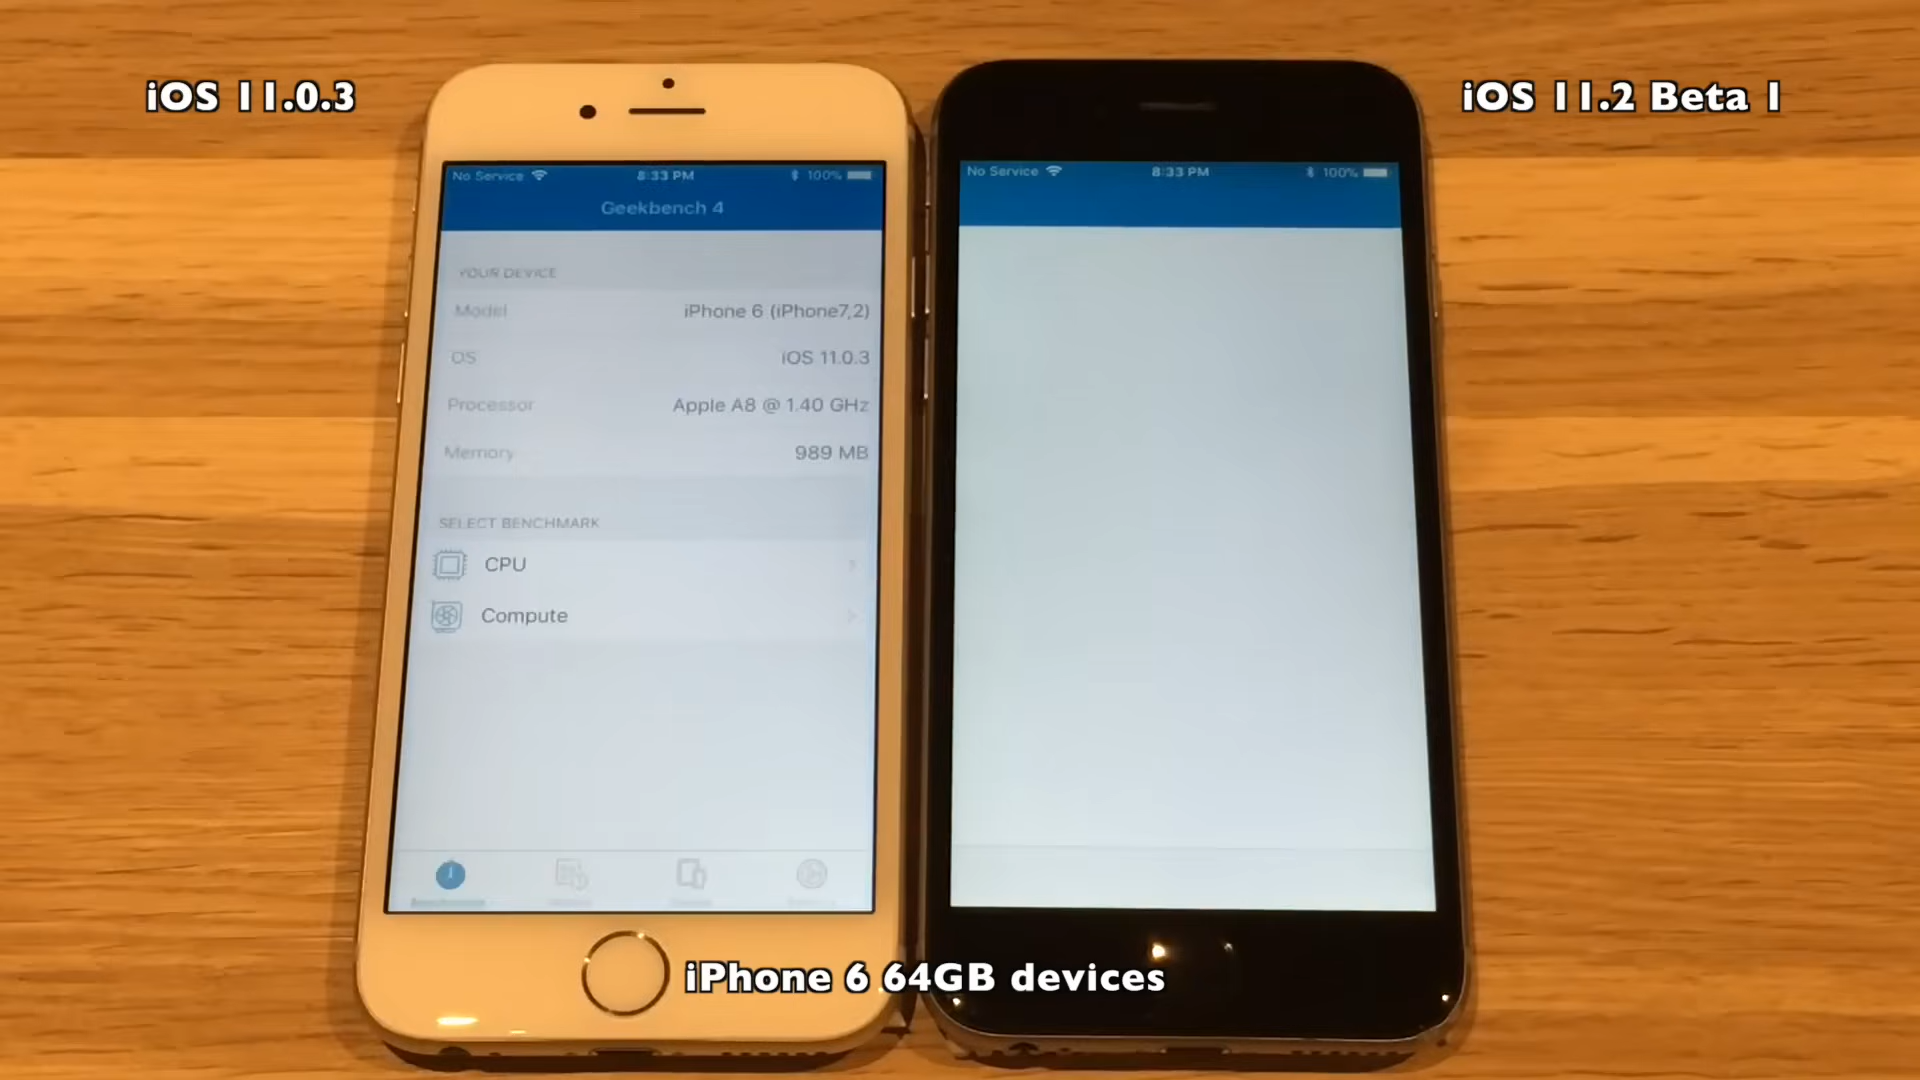 iOS 11.0.3
iOS 11.2 Beta 1
No Service 8:33 PM 100%
Geekbench 4
YOUR DEVICE
Model iPhone 6 (iPhone7,2)
OS iOS 11.0.3
Processor Apple A8 @ 1.40 GHz
Memory 989 MB
SELECT BENCHMARK
CPU
Compute
No Service 8:33 PM 100%
iPhone 6 64GB devices